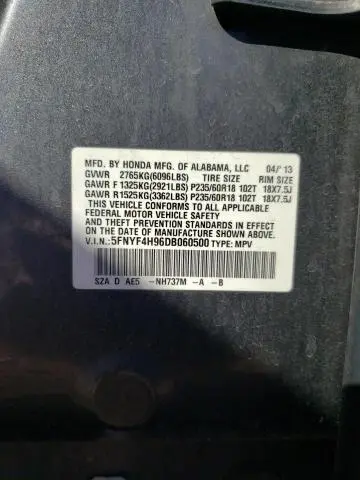 MFD. BY HONDA MFG. OF ALABAMA, LLC 04/'13
GVWR 2765KG(6096LBS) TIRE SIZE RIM SIZE
GAWR F 1325KG(2921LBS) P235/60R18 102T 18X7.5J
GAWR R 1525KG(3362LBS) P235/60R18 102T 18X7.5J
THIS VEHICLE CONFORMS TO ALL APPLICABLE
FEDERAL MOTOR VEHICLE SAFETY
AND THEFT PREVENTION STANDARDS IN EFFECT
ON THE DATE OF MANUFACTURE SHOWN ABOVE.
V.I.N.: 5FNYF4H96DB060500 TYPE: MPV
SZA D AE5 -NH737M -A -B